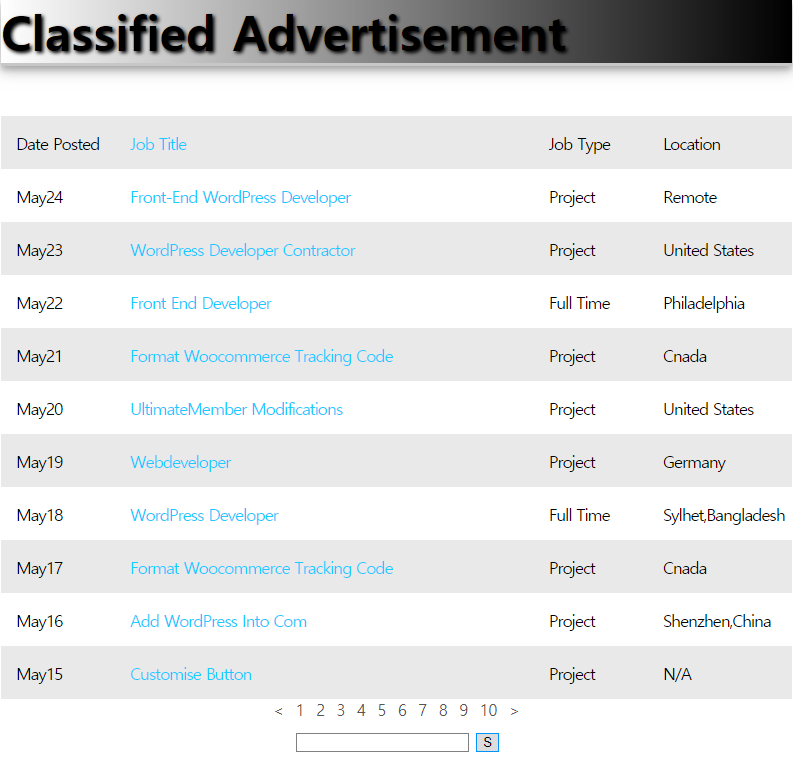 Classified Advertisement
Date Posted Job Title Job Type Location
May24 Front-End WordPress Developer Project Remote
May23 WordPress Developer Contractor Project United States
May22 Front End Developer Full Time Philadelphia
May21 Format Woocommerce Tracking Code Project Cnada
May20 UltimateMember Modifications Project United States
May19 Webdeveloper Project Germany
May18 WordPress Developer Full Time Sylhet,Bangladesh
May17 Format Woocommerce Tracking Code Project Cnada
May16 Add WordPress Into Com Project Shenzhen,China
May15 Customise Button Project N/A
< 1 2 3 4 5 6 7 8 9 10 >
S